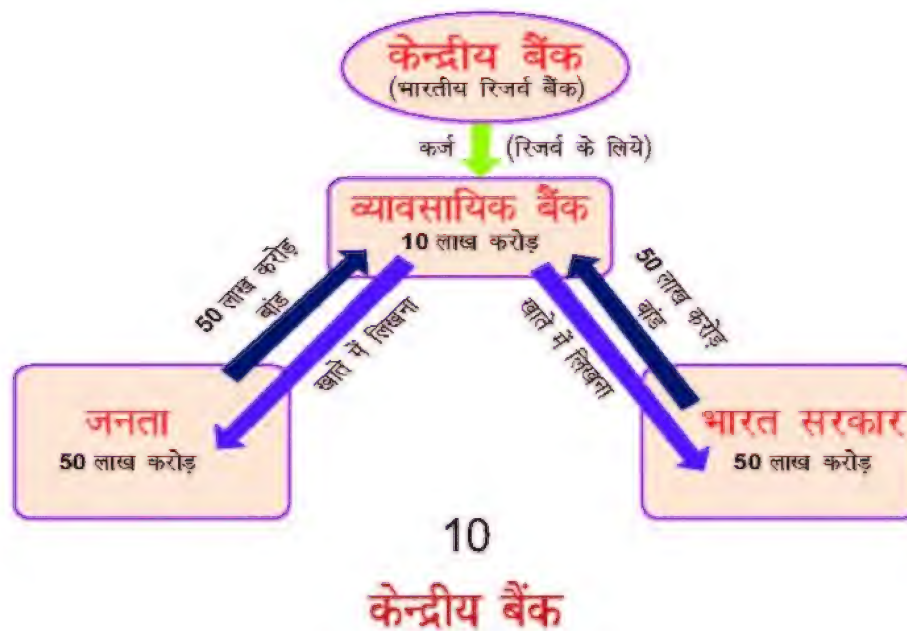 केन्द्रीय बैंक
(भारतीय रिजर्व बैंक)
कर्ज (रिजर्व के लिये)
व्यावसायिक बैंक
10 लाख करोड़
50 लाख करोड़
बांड
खाते में लिखना
खाते में लिखना
50 लाख करोड़
बांड
जनता
50 लाख करोड़
भारत सरकार
50 लाख करोड़
10
केन्द्रीय बैंक